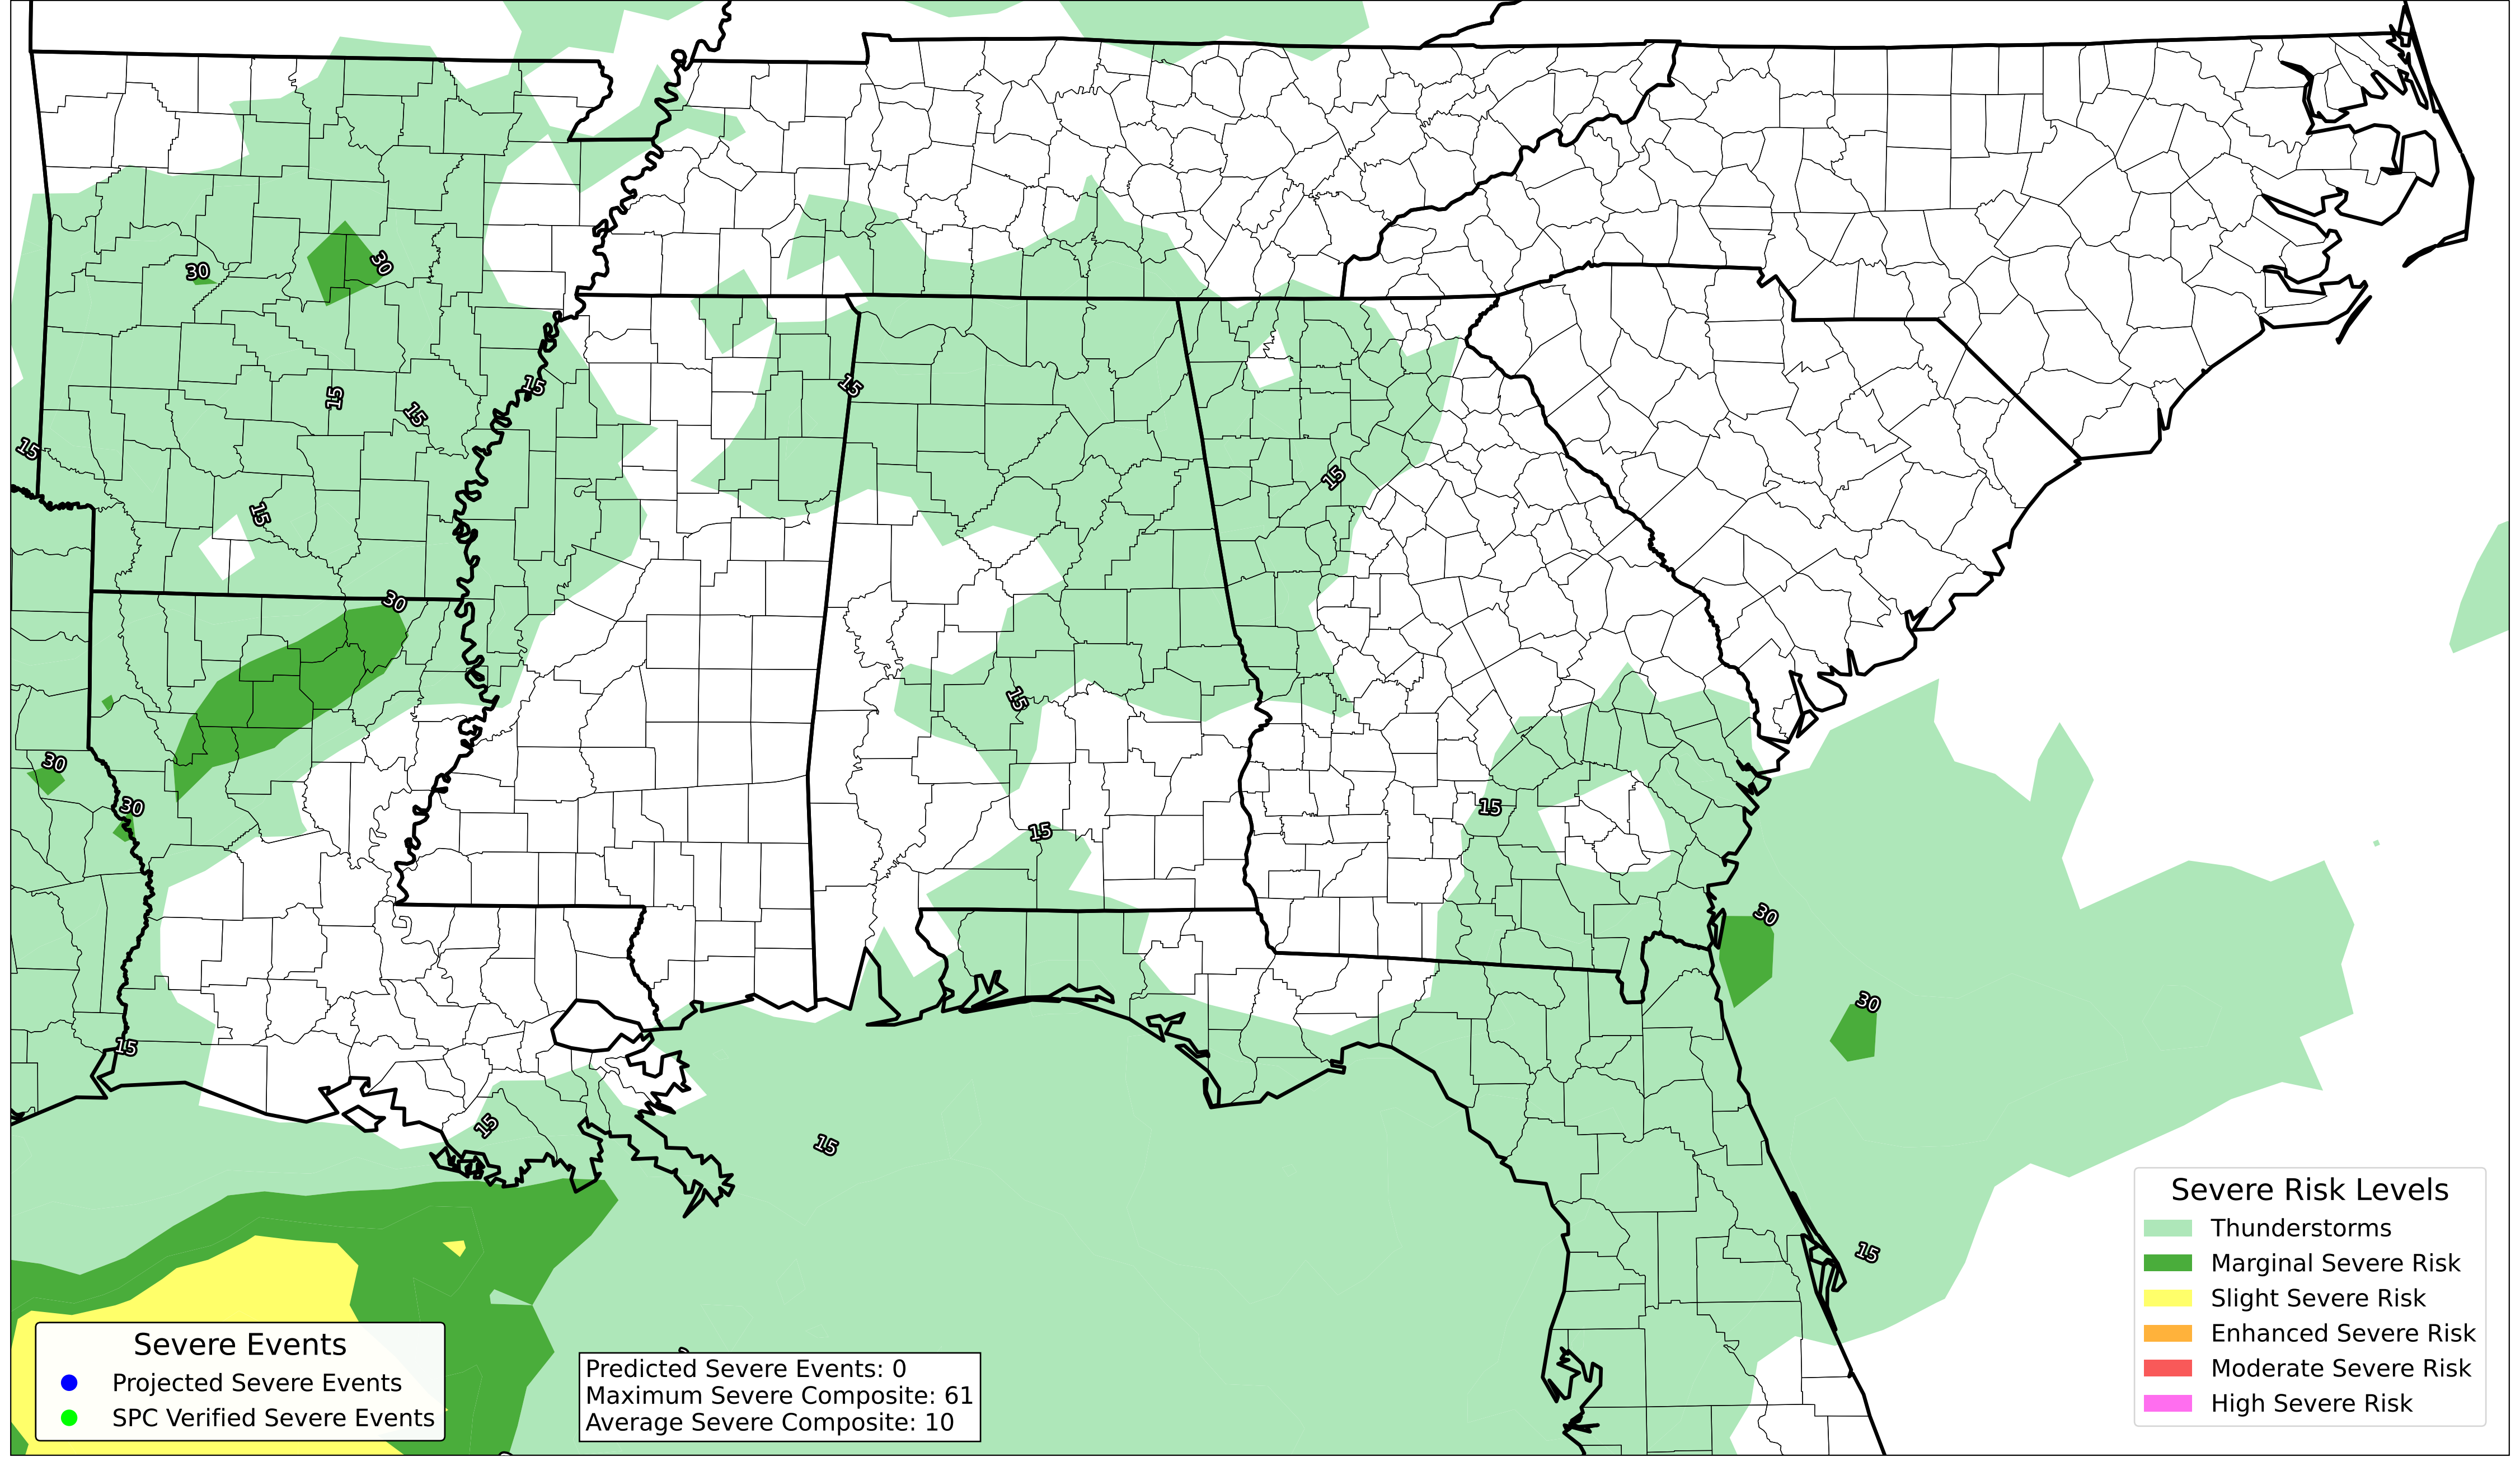 30
30
15
15
15
15
15
15
15
30
15
30
30
15
15
30
30
15
15
15
15
Severe Risk Levels
Thunderstorms
Marginal Severe Risk
Slight Severe Risk
Enhanced Severe Risk
Moderate Severe Risk
High Severe Risk
Severe Events
Projected Severe Events
SPC Verified Severe Events
Predicted Severe Events: 0
Maximum Severe Composite: 61
Average Severe Composite: 10